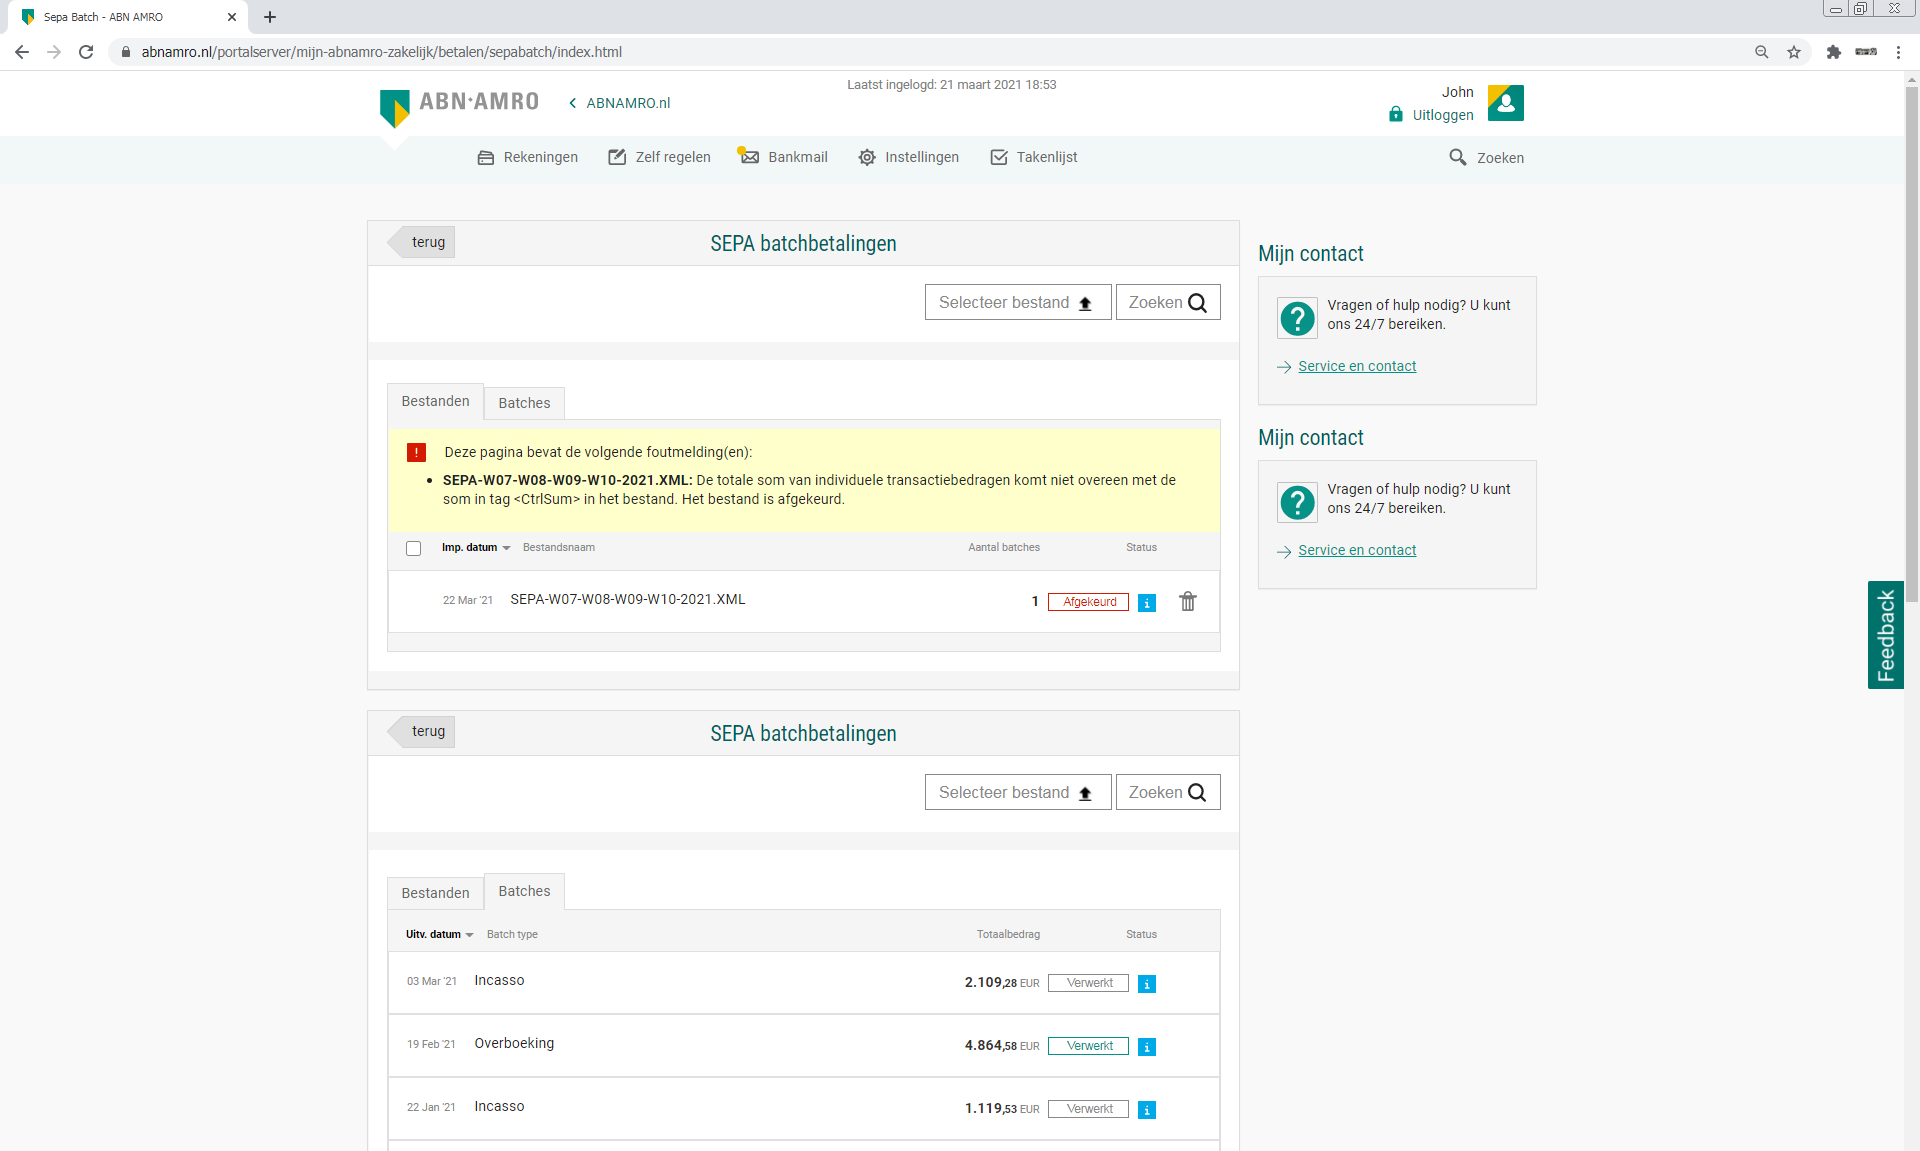 Sepa Batch - ABN AMRO
abnamro.nl/portalserver/mijn-abnamro-zakelijk/betalen/sepabatch/index.html
Laatst ingelogd: 21 maart 2021 18:53
ABN·AMRO
ABNAMRO.nl
John
Uitloggen
Rekeningen Zelf regelen Bankmail Instellingen Takenlijst Zoeken
terug SEPA batchbetalingen
Selecteer bestand Zoeken
Bestanden Batches
! Deze pagina bevat de volgende foutmelding(en):
• SEPA-W07-W08-W09-W10-2021.XML: De totale som van individuele transactiebedragen komt niet overeen met de
som in tag <CtrlSum> in het bestand. Het bestand is afgekeurd.
Imp. datum Bestandsnaam Aantal batches Status
22 Mar '21 SEPA-W07-W08-W09-W10-2021.XML 1 Afgekeurd i
Mijn contact
? Vragen of hulp nodig? U kunt
ons 24/7 bereiken.
Service en contact
Mijn contact
? Vragen of hulp nodig? U kunt
ons 24/7 bereiken.
Service en contact
Feedback
terug SEPA batchbetalingen
Selecteer bestand Zoeken
Bestanden Batches
Uitv. datum Batch type Totaalbedrag Status
03 Mar '21 Incasso 2.109,28 EUR Verwerkt i
19 Feb '21 Overboeking 4.864,58 EUR Verwerkt i
22 Jan '21 Incasso 1.119,53 EUR Verwerkt i